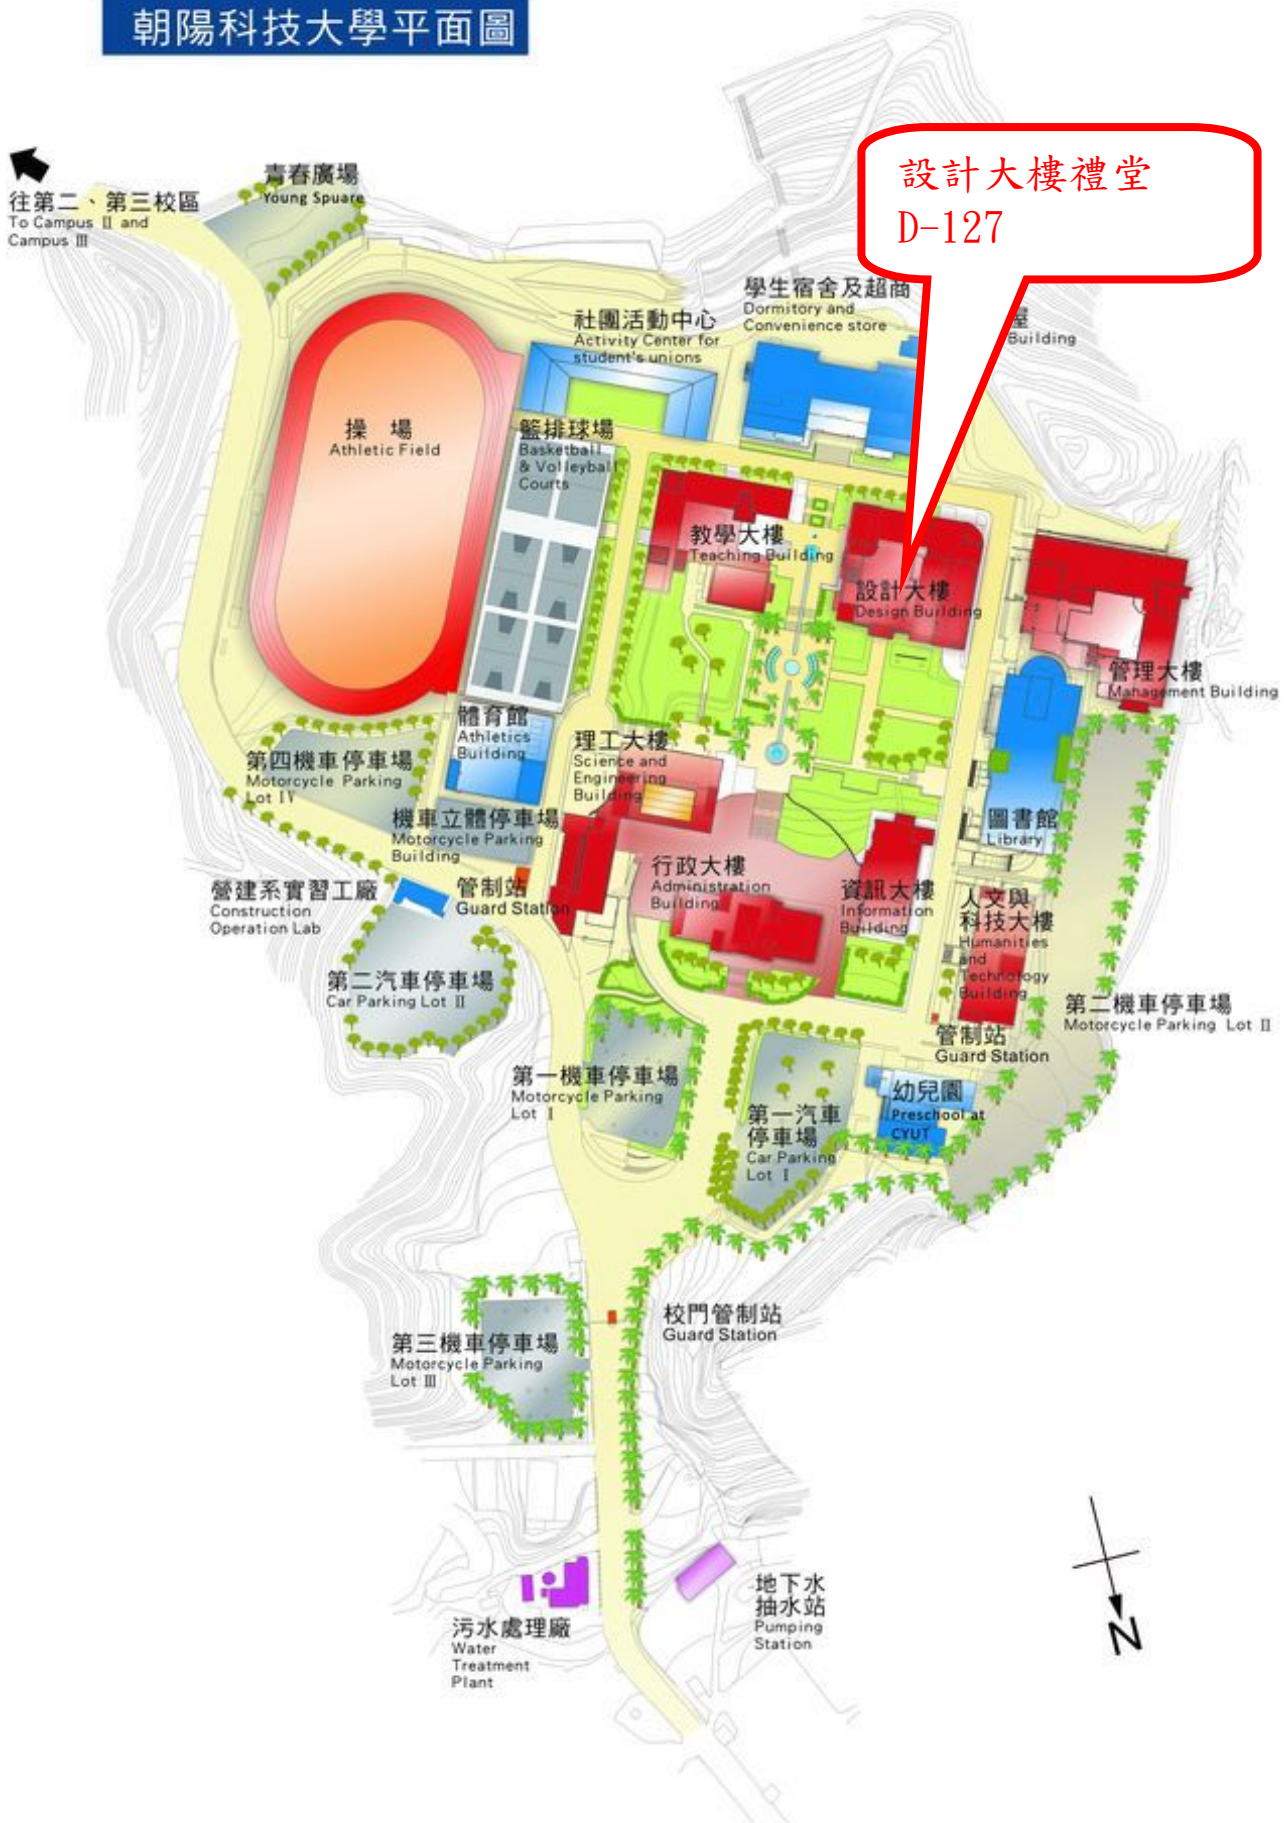 朝陽科技大學平面圖
設計大樓禮堂
D-127
往第二、第三校區
To Campus Ⅱ and
Campus Ⅲ
青春廣場
Young Spuare
學生宿舍及超商
Dormitory and
Convenience store
屋
Building
社團活動中心
Activity Center for
student's unions
操 場
Athletic Field
籃排球場
Basketball
& Volleyball
Courts
教學大樓
Teaching Building
設計大樓
Design Building
管理大樓
Management Building
體育館
Athletics
Building
理工大樓
Science and
Engineering
Building
第四機車停車場
Motorcycle Parking
Lot Ⅳ
機車立體停車場
Motorcycle Parking
Building
圖書館
Library
行政大樓
Administration
Building
資訊大樓
Information
Building
人文與
科技大樓
Humanities
and
Technology
Building
營建系實習工廠
Construction
Operation Lab
管制站
Guard Station
第二汽車停車場
Car Parking Lot Ⅱ
第二機車停車場
Motorcycle Parking Lot Ⅱ
管制站
Guard Station
第一機車停車場
Motorcycle Parking
Lot Ⅰ
第一汽車
停車場
Car Parking
Lot Ⅰ
幼兒園
Preschool at
CYUT
校門管制站
Guard Station
第三機車停車場
Motorcycle Parking
Lot Ⅲ
污水處理廠
Water
Treatment
Plant
地下水
抽水站
Pumping
Station
N